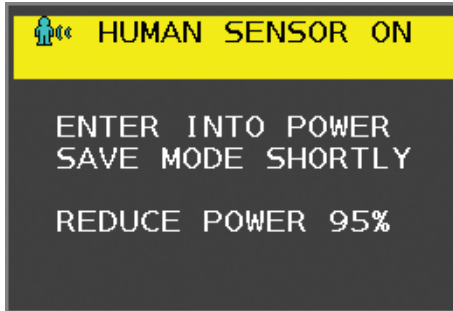 HUMAN SENSOR ON
ENTER INTO POWER
SAVE MODE SHORTLY
REDUCE POWER 95%